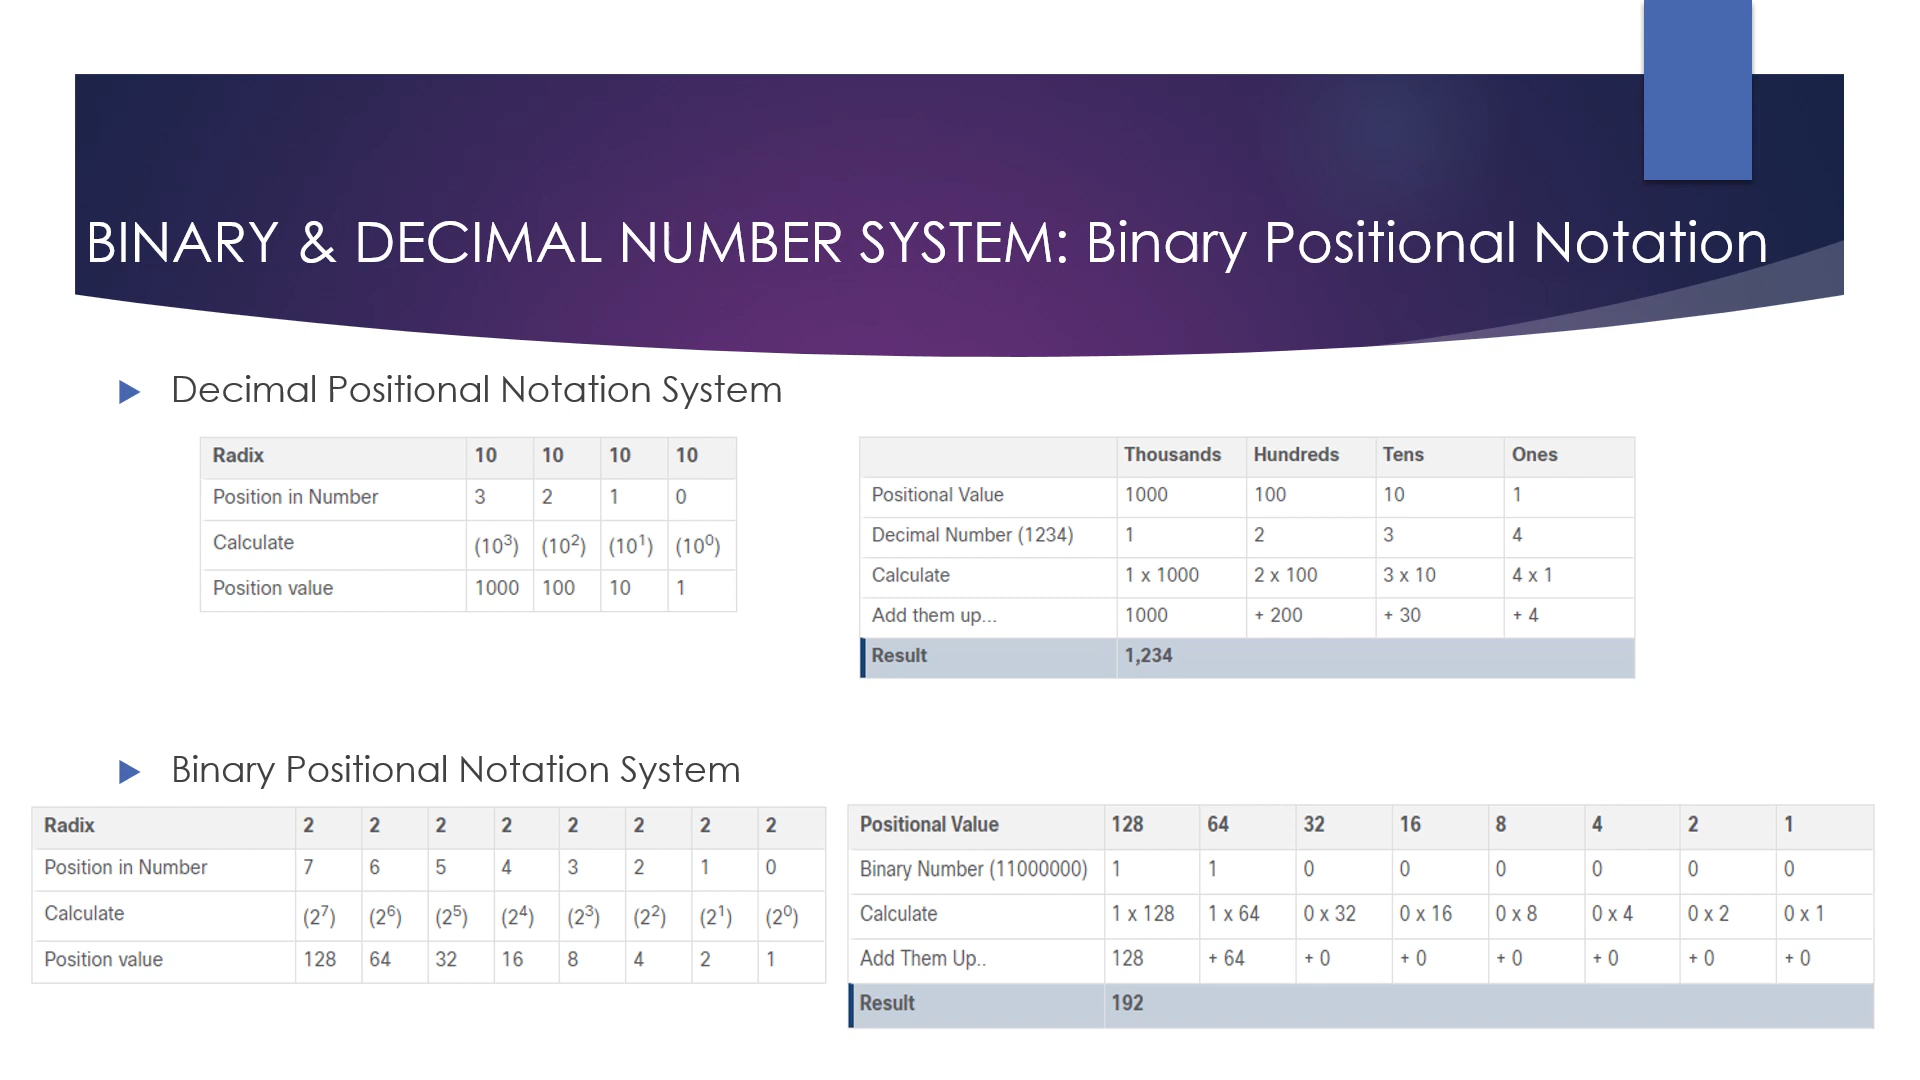 BINARY & DECIMAL NUMBER SYSTEM: Binary Positional Notation
Decimal Positional Notation System
Radix 10 10 10 10
Position in Number 3 2 1 0
Calculate (10³) (10²) (10¹) (10⁰)
Position value 1000 100 10 1
Thousands Hundreds Tens Ones
Positional Value 1000 100 10 1
Decimal Number (1234) 1 2 3 4
Calculate 1 x 1000 2 x 100 3 x 10 4 x 1
Add them up... 1000 + 200 + 30 + 4
Result 1,234
Binary Positional Notation System
Radix 2 2 2 2 2 2 2 2
Position in Number 7 6 5 4 3 2 1 0
Calculate (2⁷) (2⁶) (2⁵) (2⁴) (2³) (2²) (2¹) (2⁰)
Position value 128 64 32 16 8 4 2 1
Positional Value 128 64 32 16 8 4 2 1
Binary Number (11000000) 1 1 0 0 0 0 0 0
Calculate 1 x 128 1 x 64 0 x 32 0 x 16 0 x 8 0 x 4 0 x 2 0 x 1
Add Them Up.. 128 + 64 + 0 + 0 + 0 + 0 + 0 + 0
Result 192